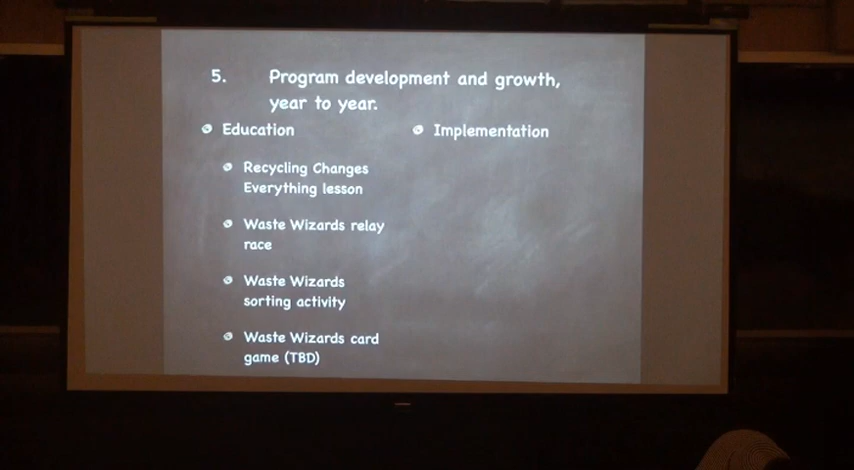 5. Program development and growth,
year to year.
Education
Implementation
Recycling Changes
Everything lesson
Waste Wizards relay
race
Waste Wizards
sorting activity
Waste Wizards card
game (TBD)